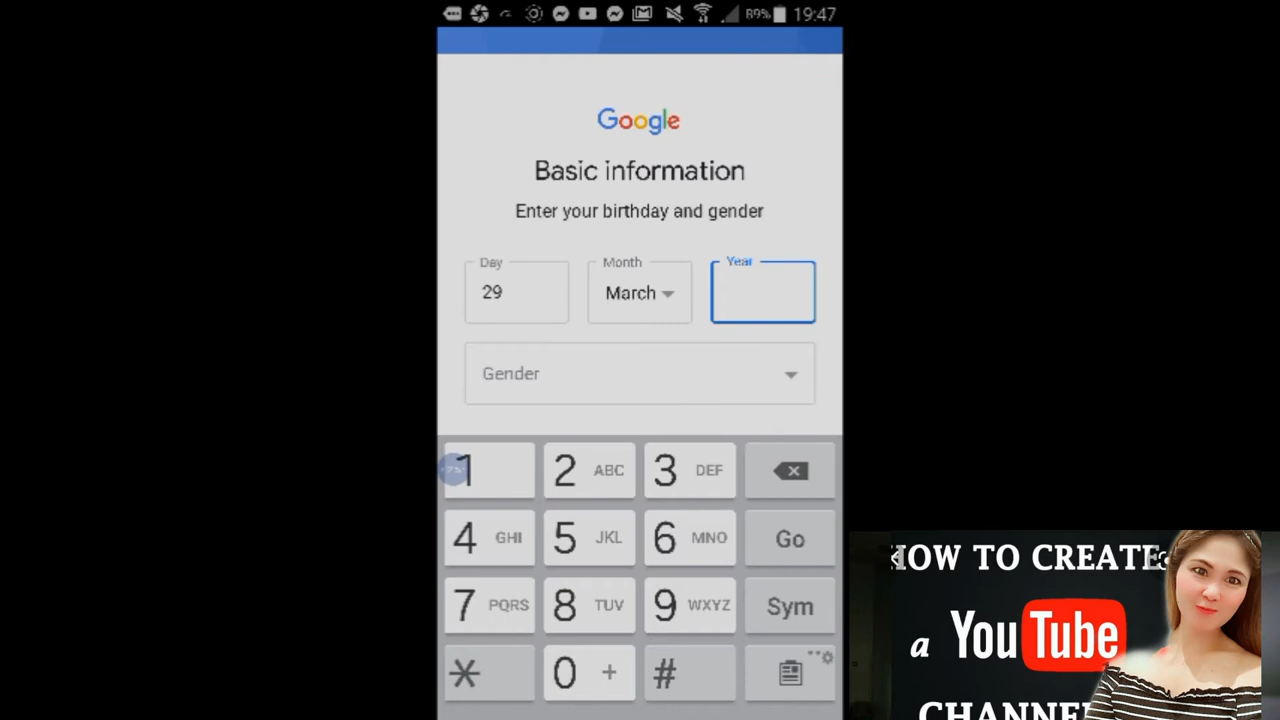 89% 19:47
Google
Basic information
Enter your birthday and gender
Day Month Year
29 March
Gender
1 2 ABC 3 DEF
4 GHI 5 JKL 6 MNO Go
7 PQRS 8 TUV 9 WXYZ Sym
* 0 + #
HOW TO CREATE
a YouTube
CHANNE